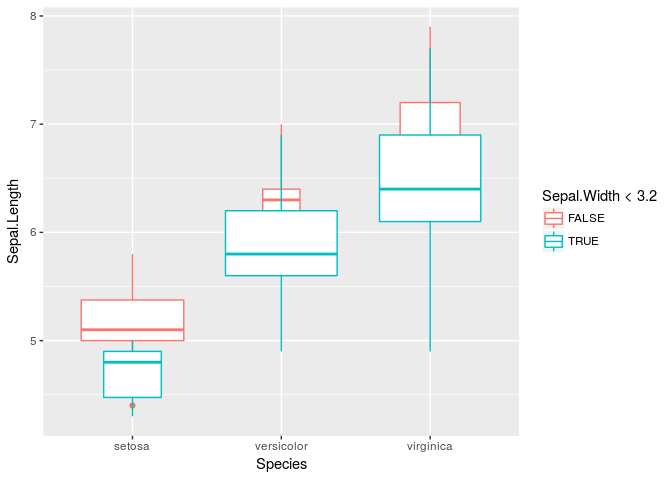 8
7
6
5
Sepal.Length
setosa
versicolor
virginica
Species
Sepal.Width < 3.2
FALSE
TRUE